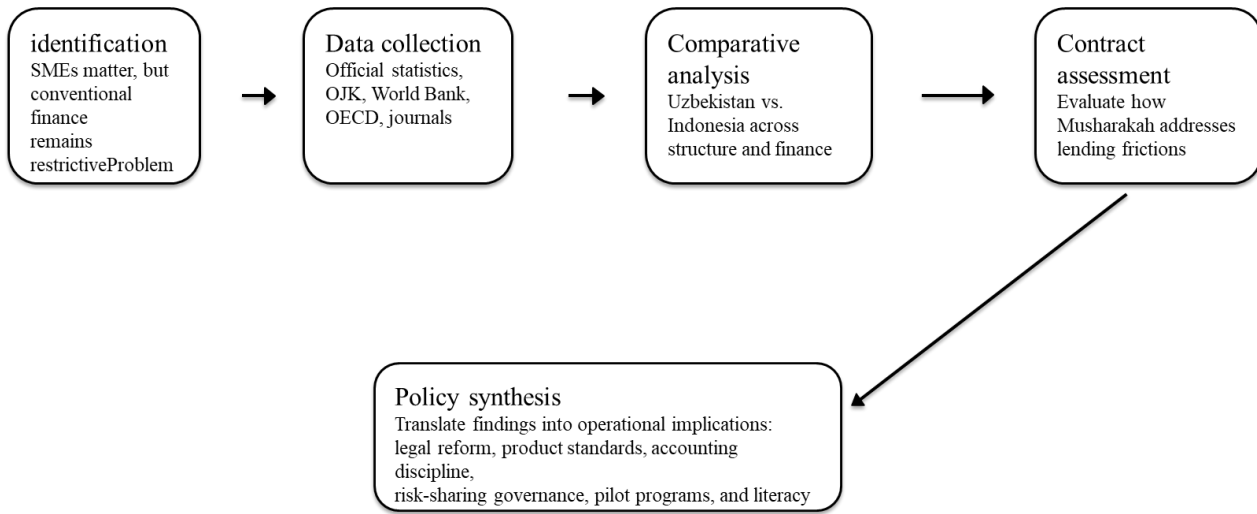 identification
SMEs matter, but
conventional
finance
remains
restrictiveProblem
Data collection
Official statistics,
OJK, World Bank,
OECD, journals
Comparative
analysis
Uzbekistan vs.
Indonesia across
structure and finance
Contract
assessment
Evaluate how
Musharakah addresses
lending frictions
Policy synthesis
Translate findings into operational implications:
legal reform, product standards, accounting
discipline,
risk-sharing governance, pilot programs, and literacy